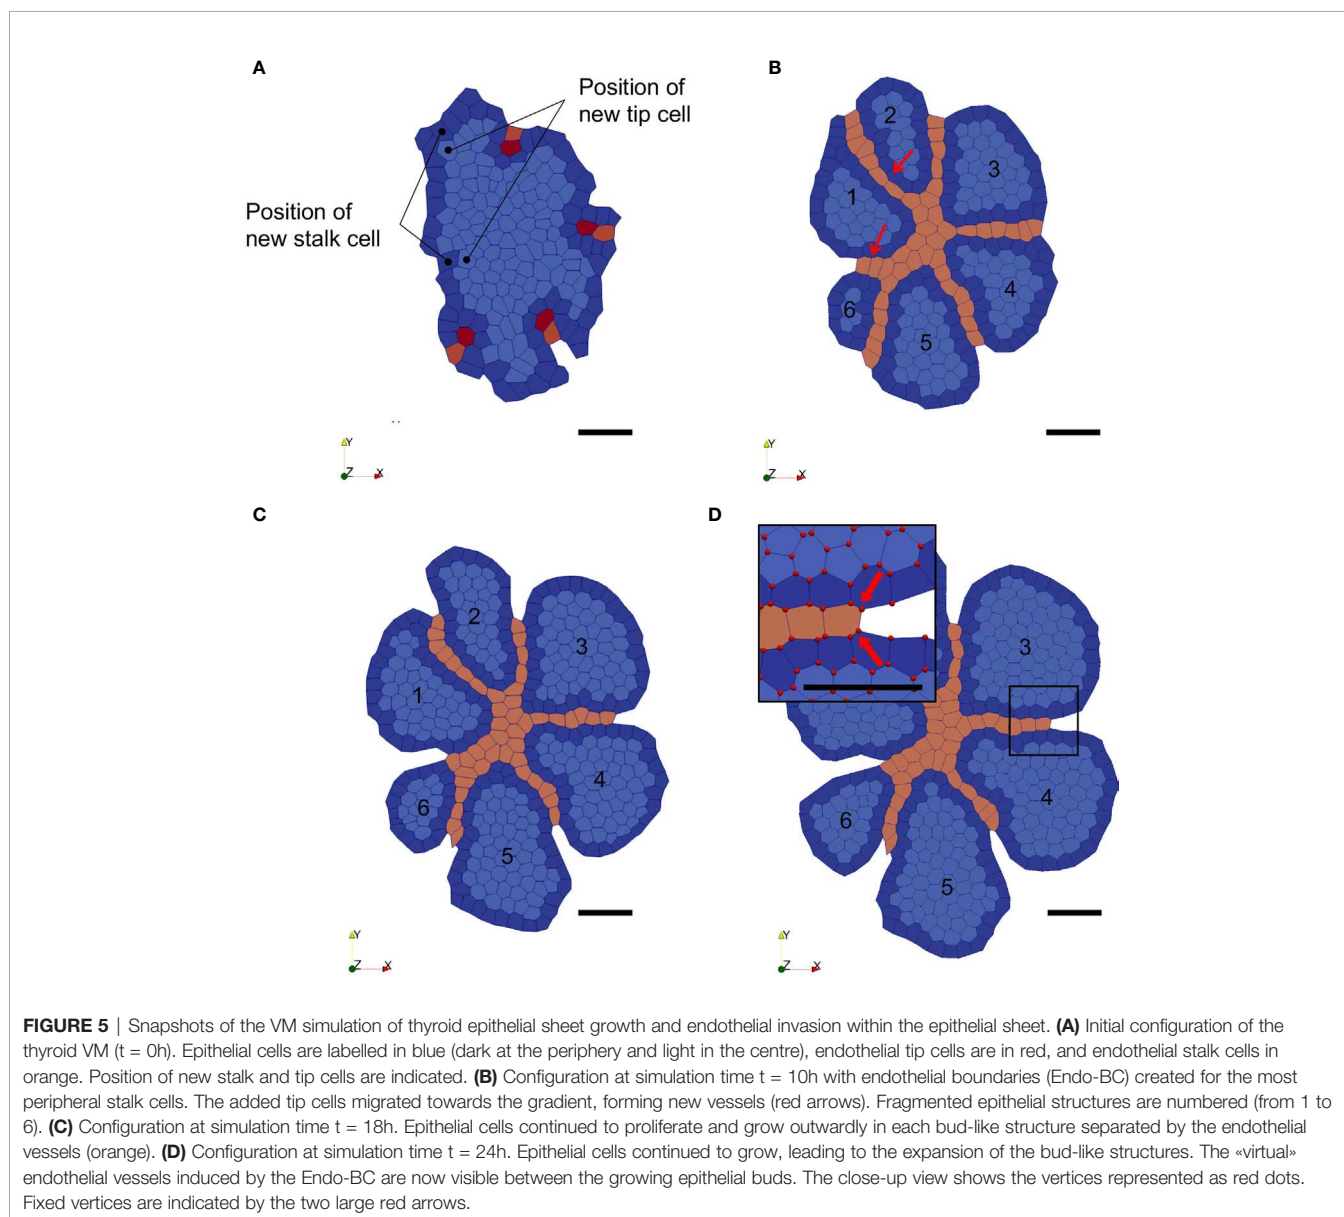 A
Position of
new tip cell
Position of
new stalk cell
Y
Z
X
B
2
3
1
4
6
5
Y
Z
X
C
2
3
1
4
6
5
Y
Z
X
D
3
4
6
5
Y
Z
X
FIGURE 5 | Snapshots of the VM simulation of thyroid epithelial sheet growth and endothelial invasion within the epithelial sheet. (A) Initial configuration of the
thyroid VM (t = 0h). Epithelial cells are labelled in blue (dark at the periphery and light in the centre), endothelial tip cells are in red, and endothelial stalk cells in
orange. Position of new stalk and tip cells are indicated. (B) Configuration at simulation time t = 10h with endothelial boundaries (Endo-BC) created for the most
peripheral stalk cells. The added tip cells migrated towards the gradient, forming new vessels (red arrows). Fragmented epithelial structures are numbered (from 1 to
6). (C) Configuration at simulation time t = 18h. Epithelial cells continued to proliferate and grow outwardly in each bud-like structure separated by the endothelial
vessels (orange). (D) Configuration at simulation time t = 24h. Epithelial cells continued to grow, leading to the expansion of the bud-like structures. The «virtual»
endothelial vessels induced by the Endo-BC are now visible between the growing epithelial buds. The close-up view shows the vertices represented as red dots.
Fixed vertices are indicated by the two large red arrows.